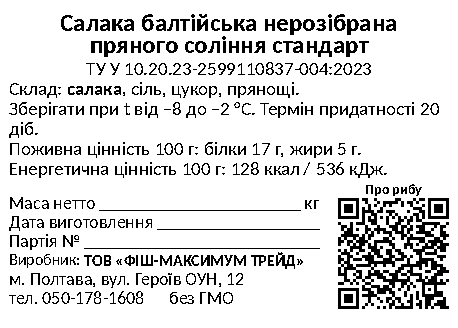 Салака балтійська нерозібрана
пряного соління стандарт
ТУ У 10.20.23-2599110837-004:2023
Склад: салака, сіль, цукор, прянощі.
Зберігати при t від –8 до –2 °С. Термін придатності 20
діб.
Поживна цінність 100 г: білки 17 г, жири 5 г.
Енергетична цінність 100 г: 128 ккал / 536 кДж.
Про рибу
Маса нетто ______________________ кг
Дата виготовлення _________________
Партія № _________________________
Виробник: ТОВ «ФІШ-МАКСИМУМ ТРЕЙД»
м. Полтава, вул. Героїв ОУН, 12
тел. 050-178-1608 без ГМО